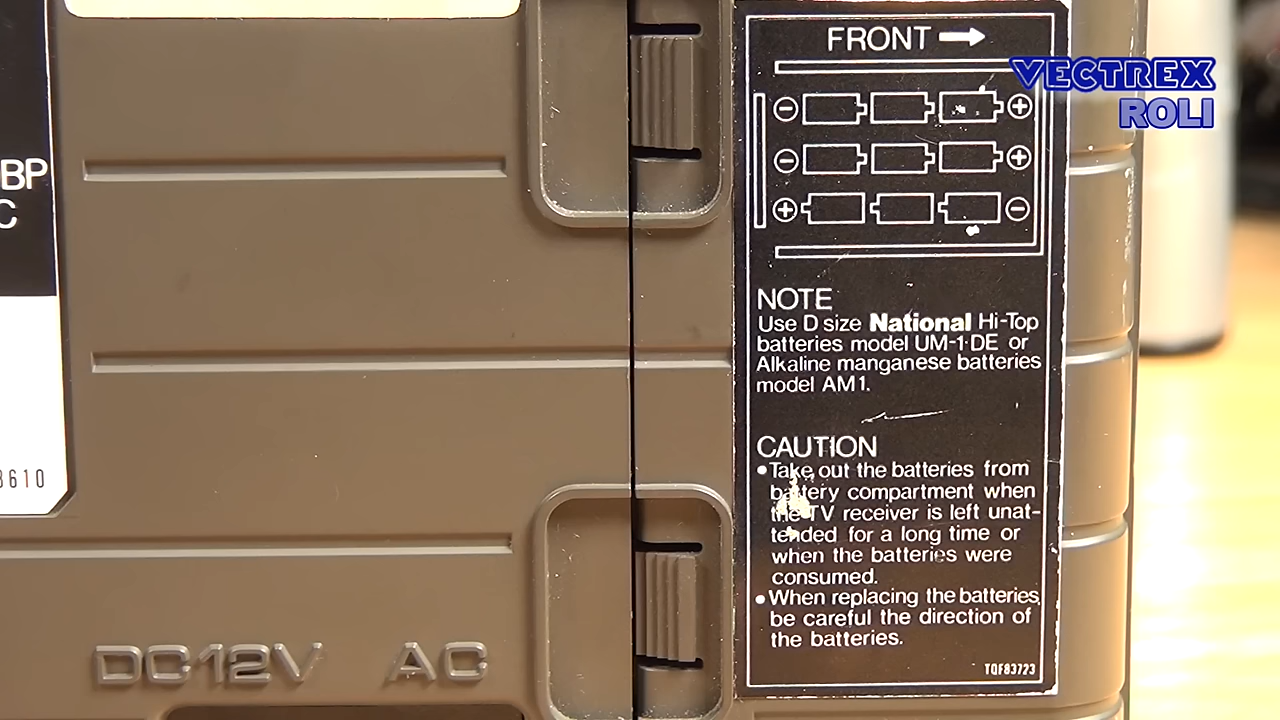 FRONT
VECTREX
ROLI
BP
C
3610
NOTE
Use D size National Hi-Top
batteries model UM-1·DE or
Alkaline manganese batteries
model AM1.
CAUTION
•Take out the batteries from
battery compartment when
the TV receiver is left unat-
tended for a long time or
when the batteries were
consumed.
•When replacing the batteries,
be careful the direction of
the batteries.
TQF83723
DC12V AC